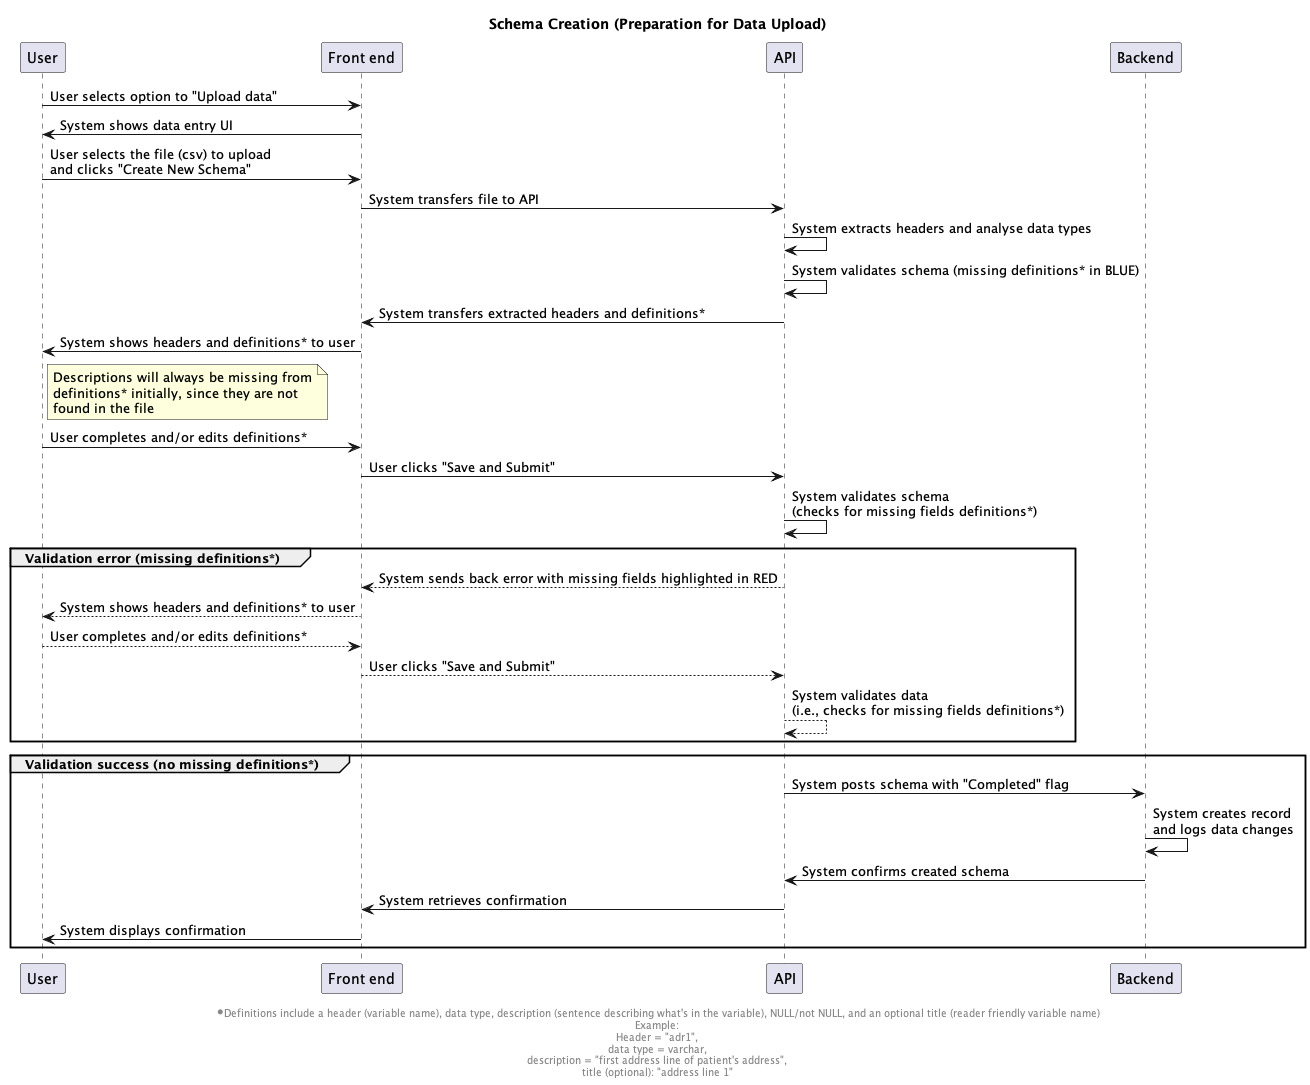 Schema Creation (Preparation for Data Upload)
User
Front end
API
Backend
User selects option to "Upload data"
System shows data entry UI
User selects the file (csv) to upload
and clicks "Create New Schema"
System transfers file to API
System extracts headers and analyse data types
System validates schema (missing definitions* in BLUE)
System transfers extracted headers and definitions*
System shows headers and definitions* to user
Descriptions will always be missing from
definitions* initially, since they are not
found in the file
User completes and/or edits definitions*
User clicks "Save and Submit"
System validates schema
(checks for missing fields definitions*)
Validation error (missing definitions*)
System sends back error with missing fields highlighted in RED
System shows headers and definitions* to user
User completes and/or edits definitions*
User clicks "Save and Submit"
System validates data
(i.e., checks for missing fields definitions*)
Validation success (no missing definitions*)
System posts schema with "Completed" flag
System creates record
and logs data changes
System confirms created schema
System retrieves confirmation
System displays confirmation
User
Front end
API
Backend
*Definitions include a header (variable name), data type, description (sentence describing what's in the variable), NULL/not NULL, and an optional title (reader friendly variable name)
Example:
Header = "adr1",
data type = varchar,
description = "first address line of patient's address",
title (optional): "address line 1"